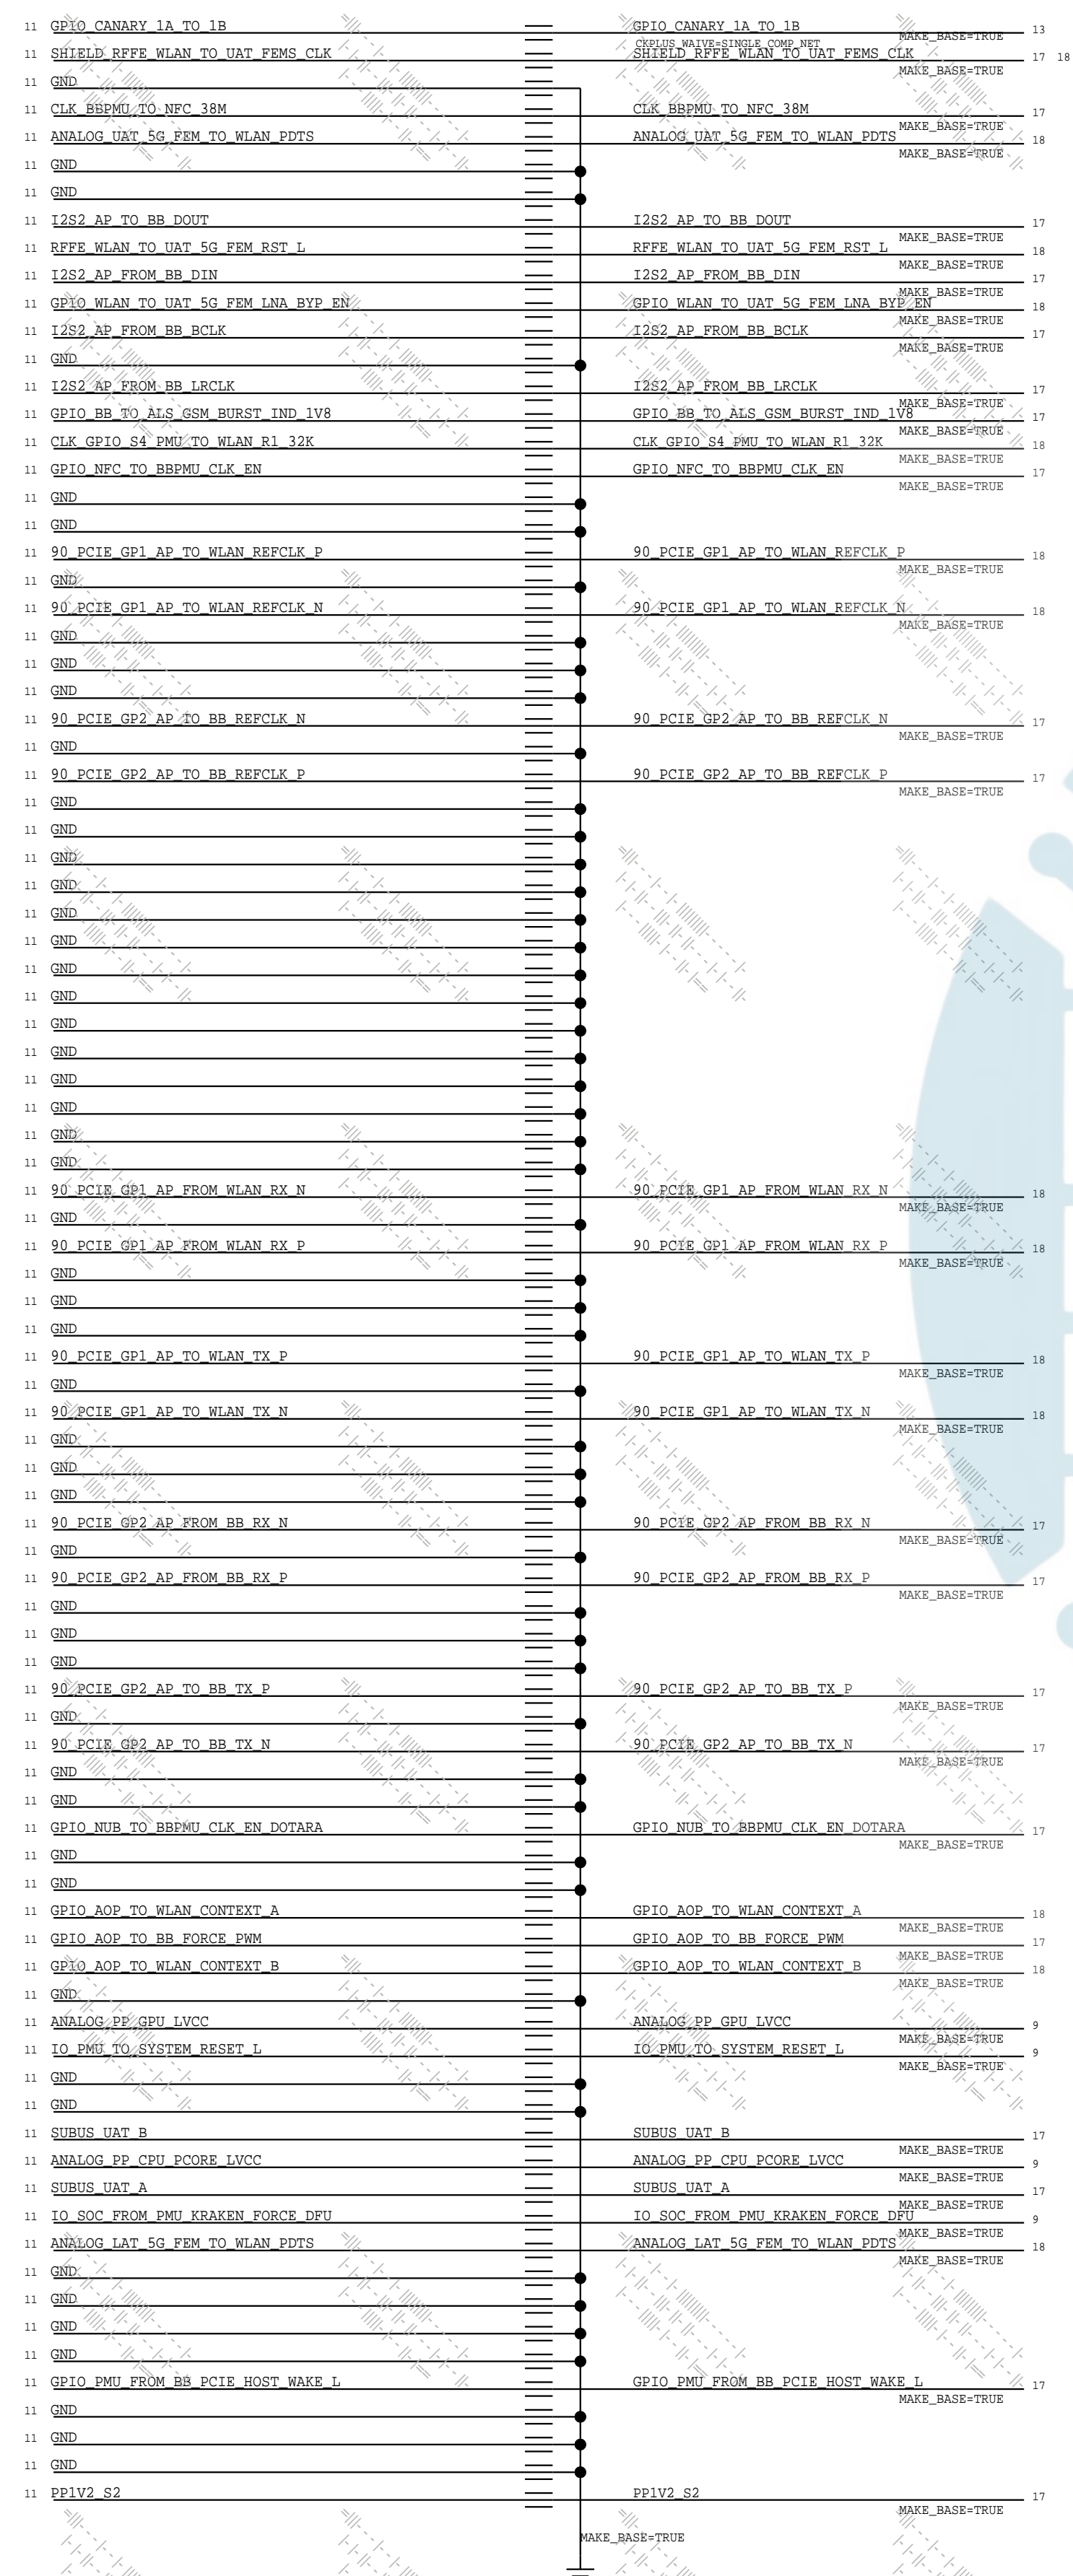 11 GPIO_CANARY_1A_TO_1B GPIO_CANARY_1A_TO_1B 13
MAKE_BASE=TRUE
CKPLUS_WAIVE=SINGLE_COMP_NET
11 SHIELD_RFFE_WLAN_TO_UAT_FEMS_CLK SHIELD_RFFE_WLAN_TO_UAT_FEMS_CLK 17 18
MAKE_BASE=TRUE
11 GND
11 CLK_BBPMU_TO_NFC_38M CLK_BBPMU_TO_NFC_38M 17
MAKE_BASE=TRUE
11 ANALOG_UAT_5G_FEM_TO_WLAN_PDTS ANALOG_UAT_5G_FEM_TO_WLAN_PDTS 18
MAKE_BASE=TRUE
11 GND
11 GND
11 I2S2_AP_TO_BB_DOUT I2S2_AP_TO_BB_DOUT 17
MAKE_BASE=TRUE
11 RFFE_WLAN_TO_UAT_5G_FEM_RST_L RFFE_WLAN_TO_UAT_5G_FEM_RST_L 18
MAKE_BASE=TRUE
11 I2S2_AP_FROM_BB_DIN I2S2_AP_FROM_BB_DIN 17
MAKE_BASE=TRUE
11 GPIO_WLAN_TO_UAT_5G_FEM_LNA_BYP_EN GPIO_WLAN_TO_UAT_5G_FEM_LNA_BYP_EN 18
MAKE_BASE=TRUE
11 I2S2_AP_FROM_BB_BCLK I2S2_AP_FROM_BB_BCLK 17
MAKE_BASE=TRUE
11 GND
11 I2S2_AP_FROM_BB_LRCLK I2S2_AP_FROM_BB_LRCLK 17
MAKE_BASE=TRUE
11 GPIO_BB_TO_ALS_GSM_BURST_IND_1V8 GPIO_BB_TO_ALS_GSM_BURST_IND_1V8 17
MAKE_BASE=TRUE
11 CLK_GPIO_S4_PMU_TO_WLAN_R1_32K CLK_GPIO_S4_PMU_TO_WLAN_R1_32K 18
MAKE_BASE=TRUE
11 GPIO_NFC_TO_BBPMU_CLK_EN GPIO_NFC_TO_BBPMU_CLK_EN 17
MAKE_BASE=TRUE
11 GND
11 GND
11 90_PCIE_GP1_AP_TO_WLAN_REFCLK_P 90_PCIE_GP1_AP_TO_WLAN_REFCLK_P 18
MAKE_BASE=TRUE
11 GND
11 90_PCIE_GP1_AP_TO_WLAN_REFCLK_N 90_PCIE_GP1_AP_TO_WLAN_REFCLK_N 18
MAKE_BASE=TRUE
11 GND
11 GND
11 GND
11 90_PCIE_GP2_AP_TO_BB_REFCLK_N 90_PCIE_GP2_AP_TO_BB_REFCLK_N 17
MAKE_BASE=TRUE
11 GND
11 90_PCIE_GP2_AP_TO_BB_REFCLK_P 90_PCIE_GP2_AP_TO_BB_REFCLK_P 17
MAKE_BASE=TRUE
11 GND
11 GND
11 GND
11 GND
11 GND
11 GND
11 GND
11 GND
11 GND
11 GND
11 GND
11 GND
11 GND
11 GND
11 90_PCIE_GP1_AP_FROM_WLAN_RX_N 90_PCIE_GP1_AP_FROM_WLAN_RX_N 18
MAKE_BASE=TRUE
11 GND
11 90_PCIE_GP1_AP_FROM_WLAN_RX_P 90_PCIE_GP1_AP_FROM_WLAN_RX_P 18
MAKE_BASE=TRUE
11 GND
11 GND
11 GND
11 90_PCIE_GP1_AP_TO_WLAN_TX_P 90_PCIE_GP1_AP_TO_WLAN_TX_P 18
MAKE_BASE=TRUE
11 GND
11 90_PCIE_GP1_AP_TO_WLAN_TX_N 90_PCIE_GP1_AP_TO_WLAN_TX_N 18
MAKE_BASE=TRUE
11 GND
11 GND
11 GND
11 90_PCIE_GP2_AP_FROM_BB_RX_N 90_PCIE_GP2_AP_FROM_BB_RX_N 17
MAKE_BASE=TRUE
11 GND
11 90_PCIE_GP2_AP_FROM_BB_RX_P 90_PCIE_GP2_AP_FROM_BB_RX_P 17
MAKE_BASE=TRUE
11 GND
11 GND
11 GND
11 90_PCIE_GP2_AP_TO_BB_TX_P 90_PCIE_GP2_AP_TO_BB_TX_P 17
MAKE_BASE=TRUE
11 GND
11 90_PCIE_GP2_AP_TO_BB_TX_N 90_PCIE_GP2_AP_TO_BB_TX_N 17
MAKE_BASE=TRUE
11 GND
11 GND
11 GPIO_NUB_TO_BBPMU_CLK_EN_DOTARA GPIO_NUB_TO_BBPMU_CLK_EN_DOTARA 17
MAKE_BASE=TRUE
11 GND
11 GND
11 GPIO_AOP_TO_WLAN_CONTEXT_A GPIO_AOP_TO_WLAN_CONTEXT_A 18
MAKE_BASE=TRUE
11 GPIO_AOP_TO_BB_FORCE_PWM GPIO_AOP_TO_BB_FORCE_PWM 17
MAKE_BASE=TRUE
11 GPIO_AOP_TO_WLAN_CONTEXT_B GPIO_AOP_TO_WLAN_CONTEXT_B 18
MAKE_BASE=TRUE
11 GND
11 ANALOG_PP_GPU_LVCC ANALOG_PP_GPU_LVCC 9
MAKE_BASE=TRUE
11 IO_PMU_TO_SYSTEM_RESET_L IO_PMU_TO_SYSTEM_RESET_L 9
MAKE_BASE=TRUE
11 GND
11 GND
11 SUBUS_UAT_B SUBUS_UAT_B 17
MAKE_BASE=TRUE
11 ANALOG_PP_CPU_PCORE_LVCC ANALOG_PP_CPU_PCORE_LVCC 9
MAKE_BASE=TRUE
11 SUBUS_UAT_A SUBUS_UAT_A 17
MAKE_BASE=TRUE
11 IO_SOC_FROM_PMU_KRAKEN_FORCE_DFU IO_SOC_FROM_PMU_KRAKEN_FORCE_DFU 9
MAKE_BASE=TRUE
11 ANALOG_LAT_5G_FEM_TO_WLAN_PDTS ANALOG_LAT_5G_FEM_TO_WLAN_PDTS 18
MAKE_BASE=TRUE
11 GND
11 GND
11 GND
11 GND
11 GPIO_PMU_FROM_BB_PCIE_HOST_WAKE_L GPIO_PMU_FROM_BB_PCIE_HOST_WAKE_L 17
MAKE_BASE=TRUE
11 GND
11 GND
11 GND
11 PP1V2_S2 PP1V2_S2 17
MAKE_BASE=TRUE
MAKE_BASE=TRUE